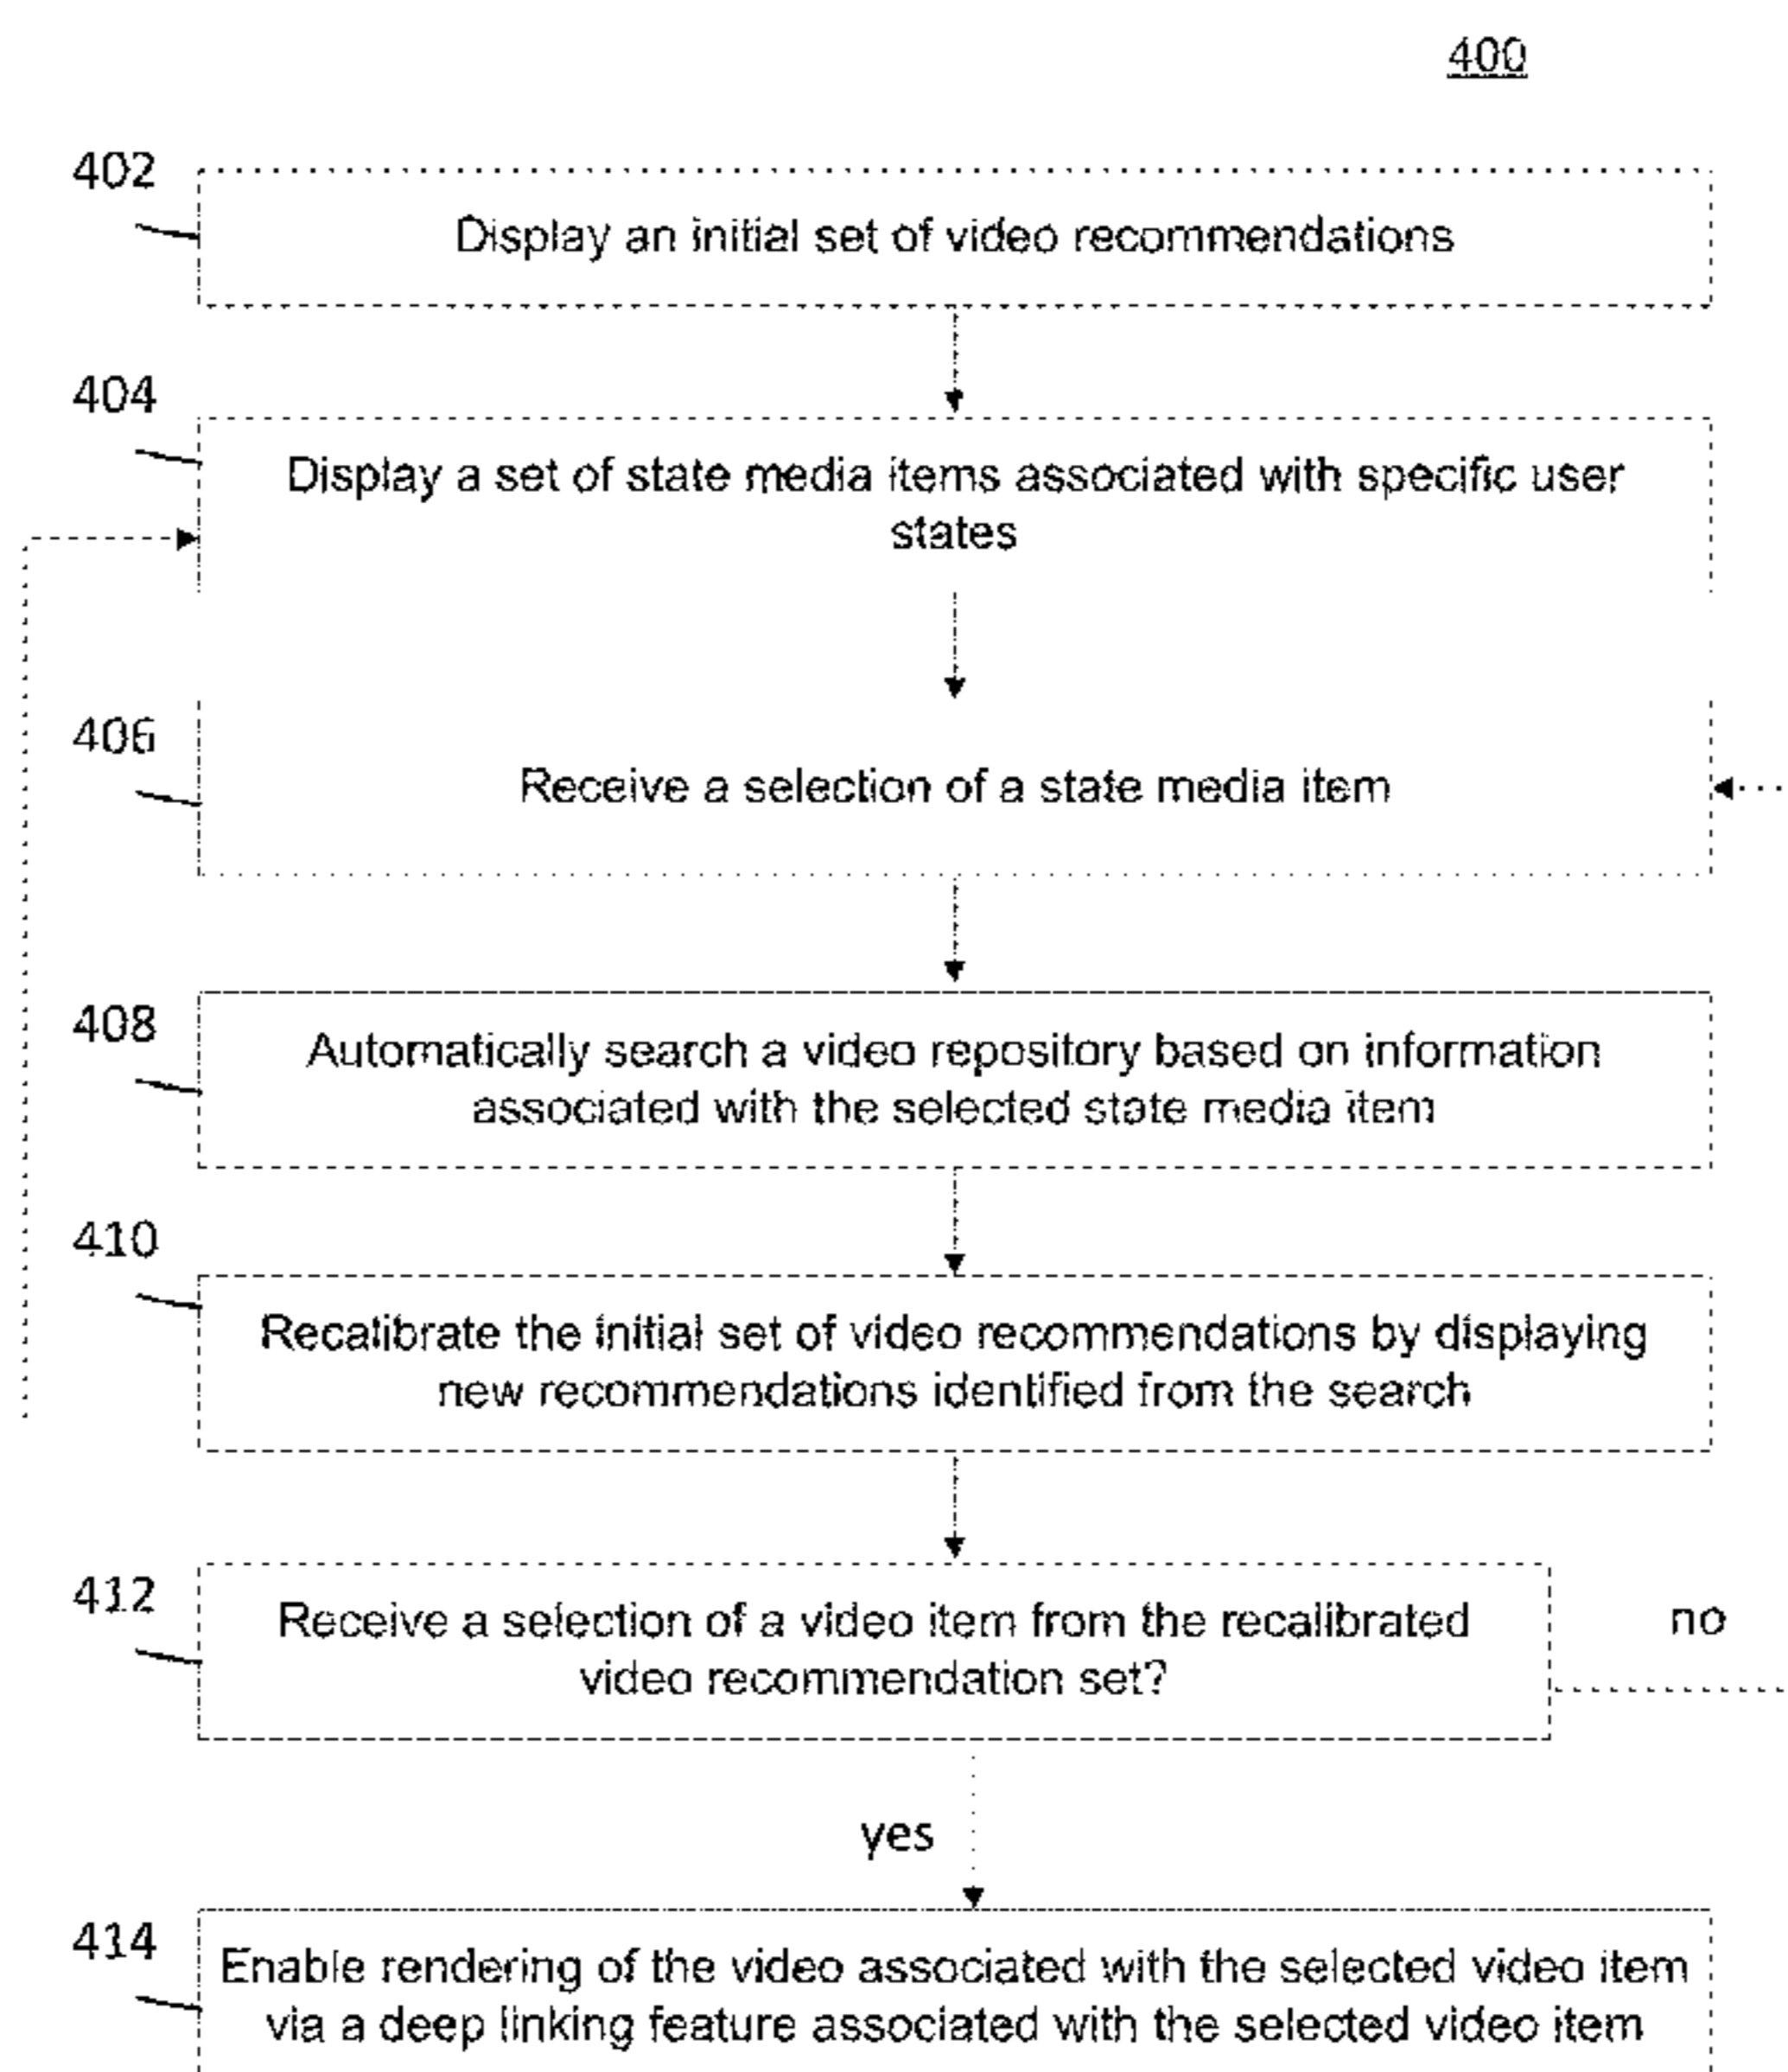 400
402
Display an initial set of video recommendations
404
Display a set of state media items associated with specific user
states
406
Receive a selection of a state media item
408
Automatically search a video repository based on information
associated with the selected state media item
410
Recalibrate the initial set of video recommendations by displaying
new recommendations identified from the search
412
Receive a selection of a video item from the recalibrated
video recommendation set?
no
yes
414
Enable rendering of the video associated with the selected video item
via a deep linking feature associated with the selected video item